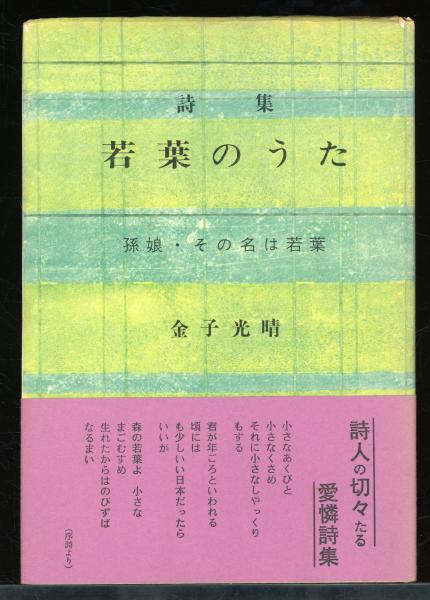 詩集
若葉のうた
孫娘・その名は若葉
金子光晴
詩人の切々たる
愛憐詩集
小さなあくびと
小さなくさめ
それに小さなしやっくり
もする
君が年ごろといわれる
頃には
も少しいい日本だったら
いいが
森の若葉よ 小さな
まごむすめ
生れたからはのびずば
なるまい
（序詩より）